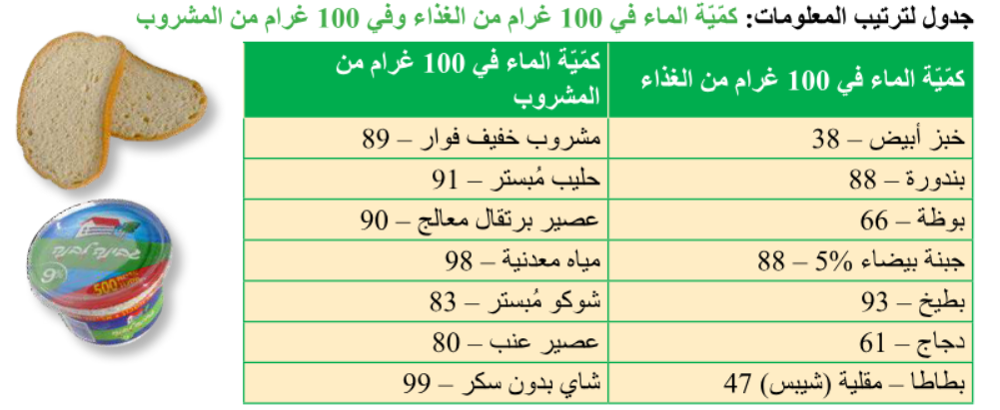 جدول لترتيب المعلومات: كمّيّة الماء في 100 غرام من الغذاء وفي 100 غرام من المشروب
كمّيّة الماء في 100 غرام من الغذاء
كمّيّة الماء في 100 غرام من المشروب
خبز أبيض – 38
مشروب خفيف فوار – 89
بندورة – 88
حليب مُبستر – 91
بوظة – 66
عصير برتقال معالج – 90
جبنة بيضاء 5% – 88
مياه معدنية – 98
بطيخ – 93
شوكو مُبستر – 83
دجاج – 61
عصير عنب – 80
بطاطا – مقلية (شيبس) 47
شاي بدون سكر – 99
גבינה לבנה
500